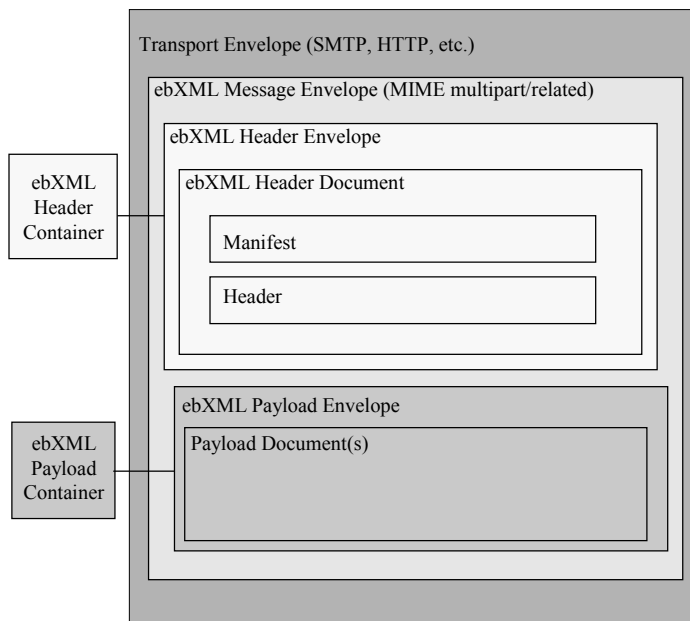 Transport Envelope (SMTP, HTTP, etc.)
ebXML Message Envelope (MIME multipart/related)
ebXML Header Envelope
ebXML Header Document
Manifest
Header
ebXML
Header
Container
ebXML Payload Envelope
Payload Document(s)
ebXML
Payload
Container